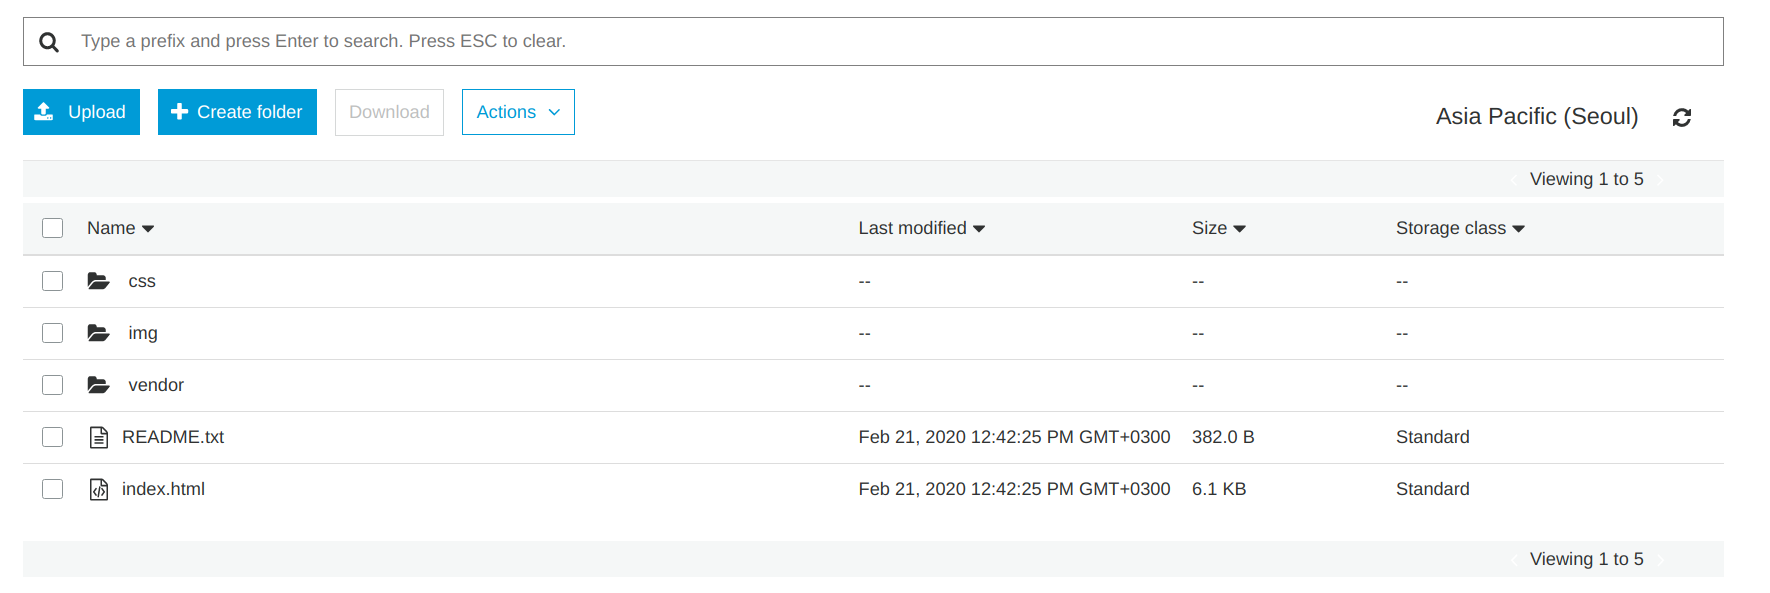 Type a prefix and press Enter to search. Press ESC to clear.
Upload Create folder Download Actions Asia Pacific (Seoul)
Viewing 1 to 5
Name Last modified Size Storage class
css -- -- --
img -- -- --
vendor -- -- --
README.txt Feb 21, 2020 12:42:25 PM GMT+0300 382.0 B Standard
index.html Feb 21, 2020 12:42:25 PM GMT+0300 6.1 KB Standard
Viewing 1 to 5